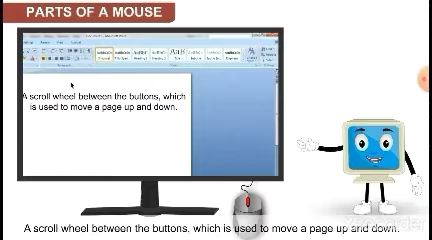 PARTS OF A MOUSE
A scroll wheel between the buttons, which
is used to move a page up and down.
A scroll wheel between the buttons, which is used to move a page up and down.